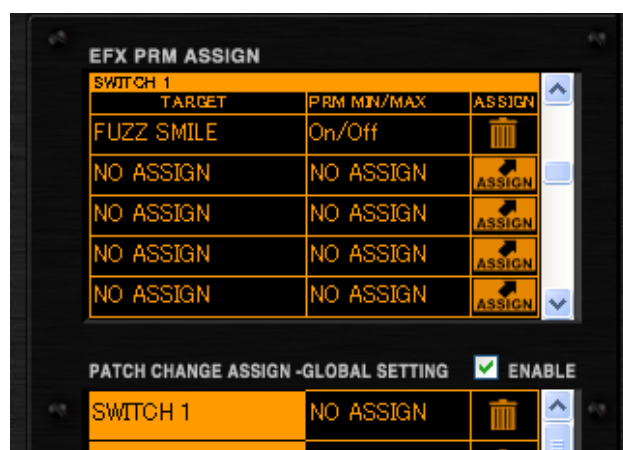 EFX PRM ASSIGN
SWITCH 1
TARGET PRM MIN/MAX ASSIGN
FUZZ SMILE On/Off
NO ASSIGN NO ASSIGN ASSIGN
NO ASSIGN NO ASSIGN ASSIGN
NO ASSIGN NO ASSIGN ASSIGN
NO ASSIGN NO ASSIGN ASSIGN
PATCH CHANGE ASSIGN -GLOBAL SETTING ENABLE
SWITCH 1 NO ASSIGN